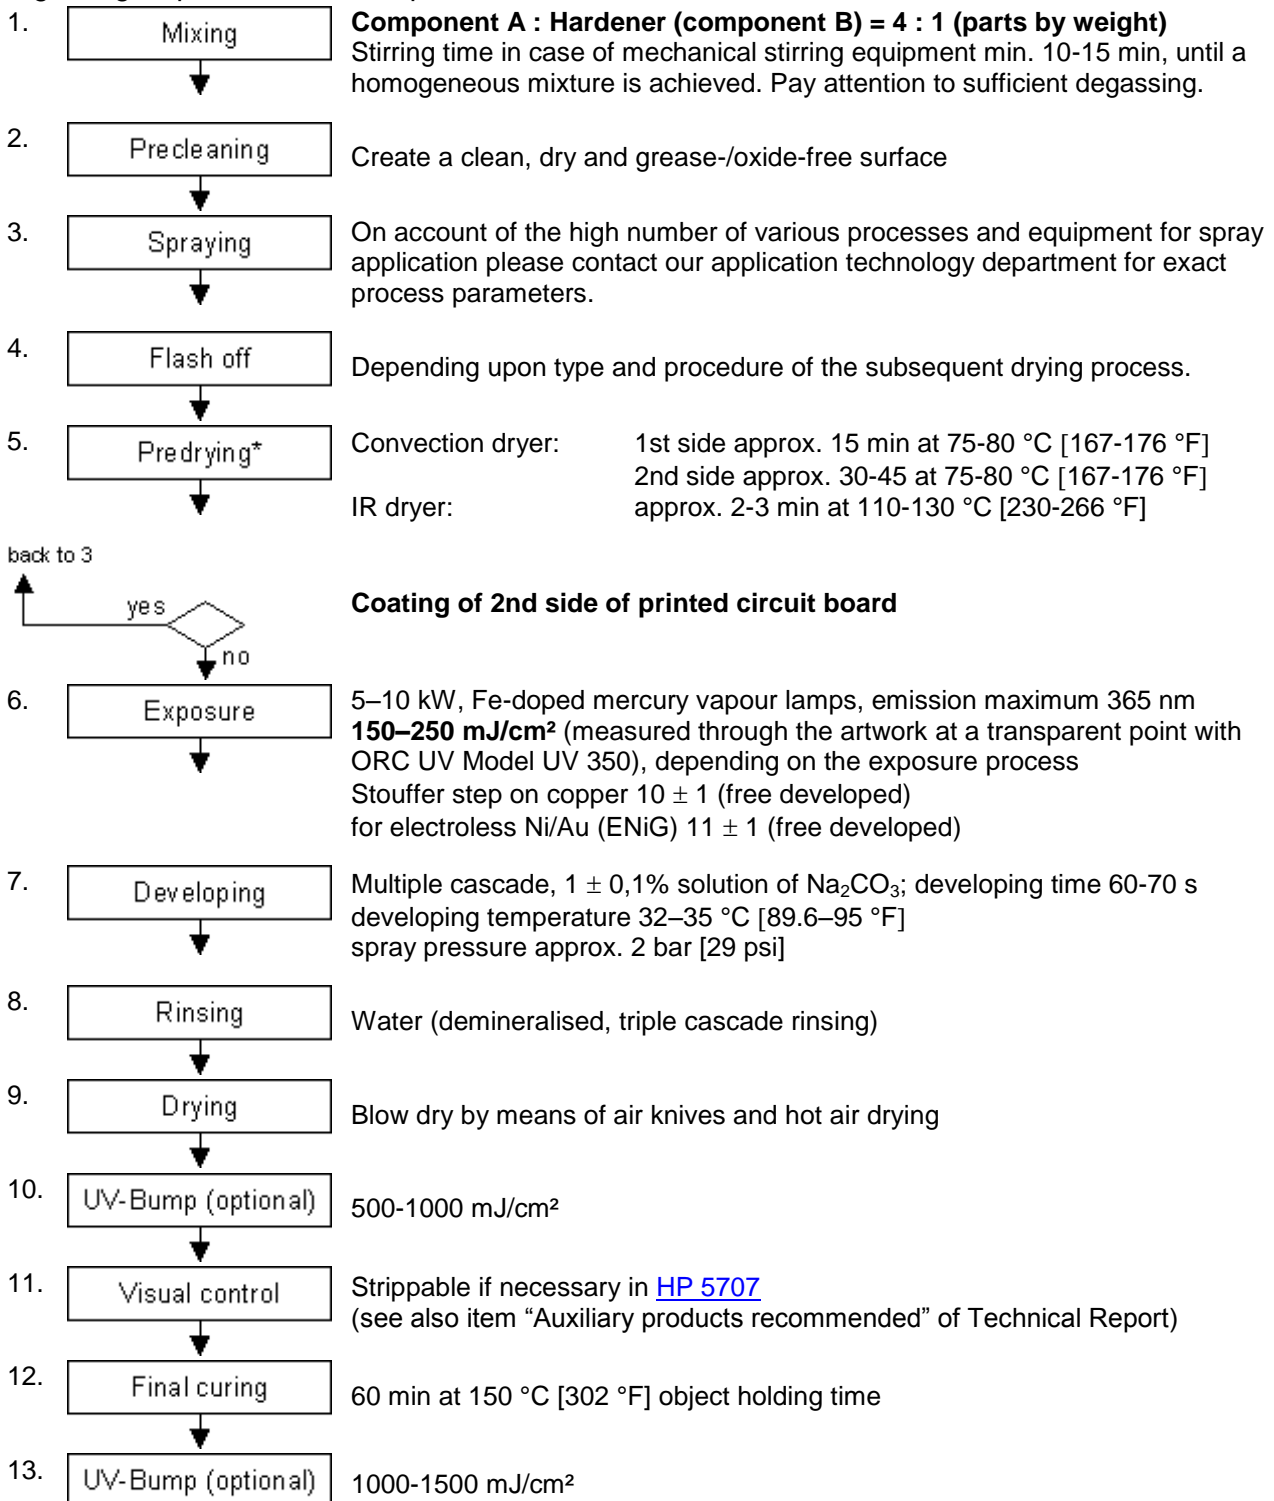 1.
Mixing
Component A : Hardener (component B) = 4 : 1 (parts by weight)
Stirring time in case of mechanical stirring equipment min. 10-15 min, until a
homogeneous mixture is achieved. Pay attention to sufficient degassing.
2.
Precleaning
Create a clean, dry and grease-/oxide-free surface
3.
Spraying
On account of the high number of various processes and equipment for spray
application please contact our application technology department for exact
process parameters.
4.
Flash off
Depending upon type and procedure of the subsequent drying process.
5.
Predrying*
Convection dryer: 1st side approx. 15 min at 75-80 °C [167-176 °F]
2nd side approx. 30-45 at 75-80 °C [167-176 °F]
IR dryer: approx. 2-3 min at 110-130 °C [230-266 °F]
back to 3
yes
no
Coating of 2nd side of printed circuit board
6.
Exposure
5–10 kW, Fe-doped mercury vapour lamps, emission maximum 365 nm
150–250 mJ/cm² (measured through the artwork at a transparent point with
ORC UV Model UV 350), depending on the exposure process
Stouffer step on copper 10 ± 1 (free developed)
for electroless Ni/Au (ENiG) 11 ± 1 (free developed)
7.
Developing
Multiple cascade, 1 ± 0,1% solution of Na₂CO₃; developing time 60-70 s
developing temperature 32–35 °C [89.6–95 °F]
spray pressure approx. 2 bar [29 psi]
8.
Rinsing
Water (demineralised, triple cascade rinsing)
9.
Drying
Blow dry by means of air knives and hot air drying
10.
UV-Bump (optional)
500-1000 mJ/cm²
11.
Visual control
Strippable if necessary in HP 5707
(see also item “Auxiliary products recommended” of Technical Report)
12.
Final curing
60 min at 150 °C [302 °F] object holding time
13.
UV-Bump (optional)
1000-1500 mJ/cm²